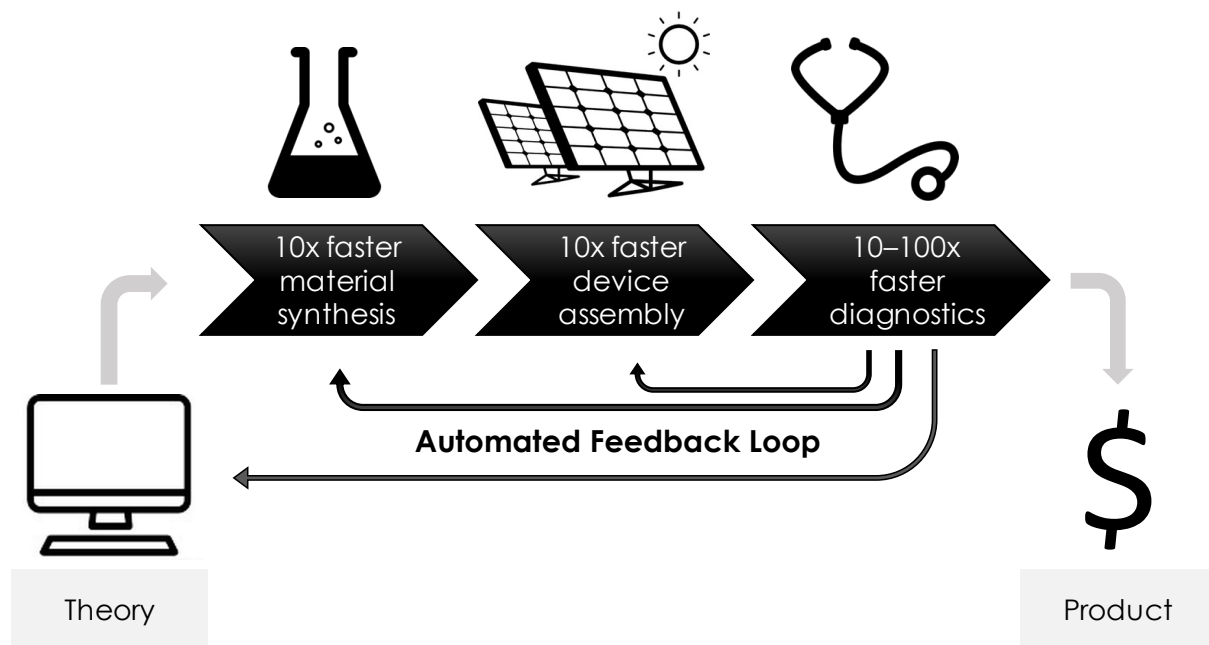 10x faster
material
synthesis
10x faster
device
assembly
10–100x
faster
diagnostics
Automated Feedback Loop
$
Theory
Product